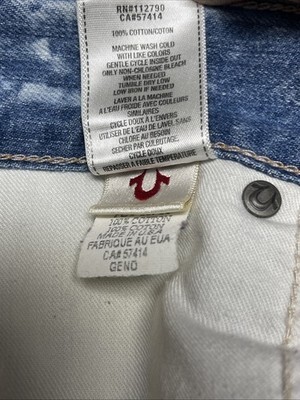 RN#112790
CA#57414
100% COTTON/COTON
MACHINE WASH COLD
WITH LIKE COLORS
GENTLE CYCLE INSIDE OUT
ONLY NON-CHLORINE BLEACH
WHEN NEEDED
TUMBLE DRY LOW
LOW IRON IF NEEDED
LAVER A LA MACHINE
A L'EAU FROIDE AVEC COULEURS
SIMILAIRES
CYCLE DOUX A L'ENVERS
UTILISER DE L'EAU DE LAVEL SANS
CHLORE AU BESOIN
SECHER PAR CULBUTAGE.
CYCLE DOUX
REPASSER A FAIBLE TEMPERATURE
100% COTTON
100% COTON
MADE IN U.S.A
FABRIQUE AU EUA
CA# 57414
GENO